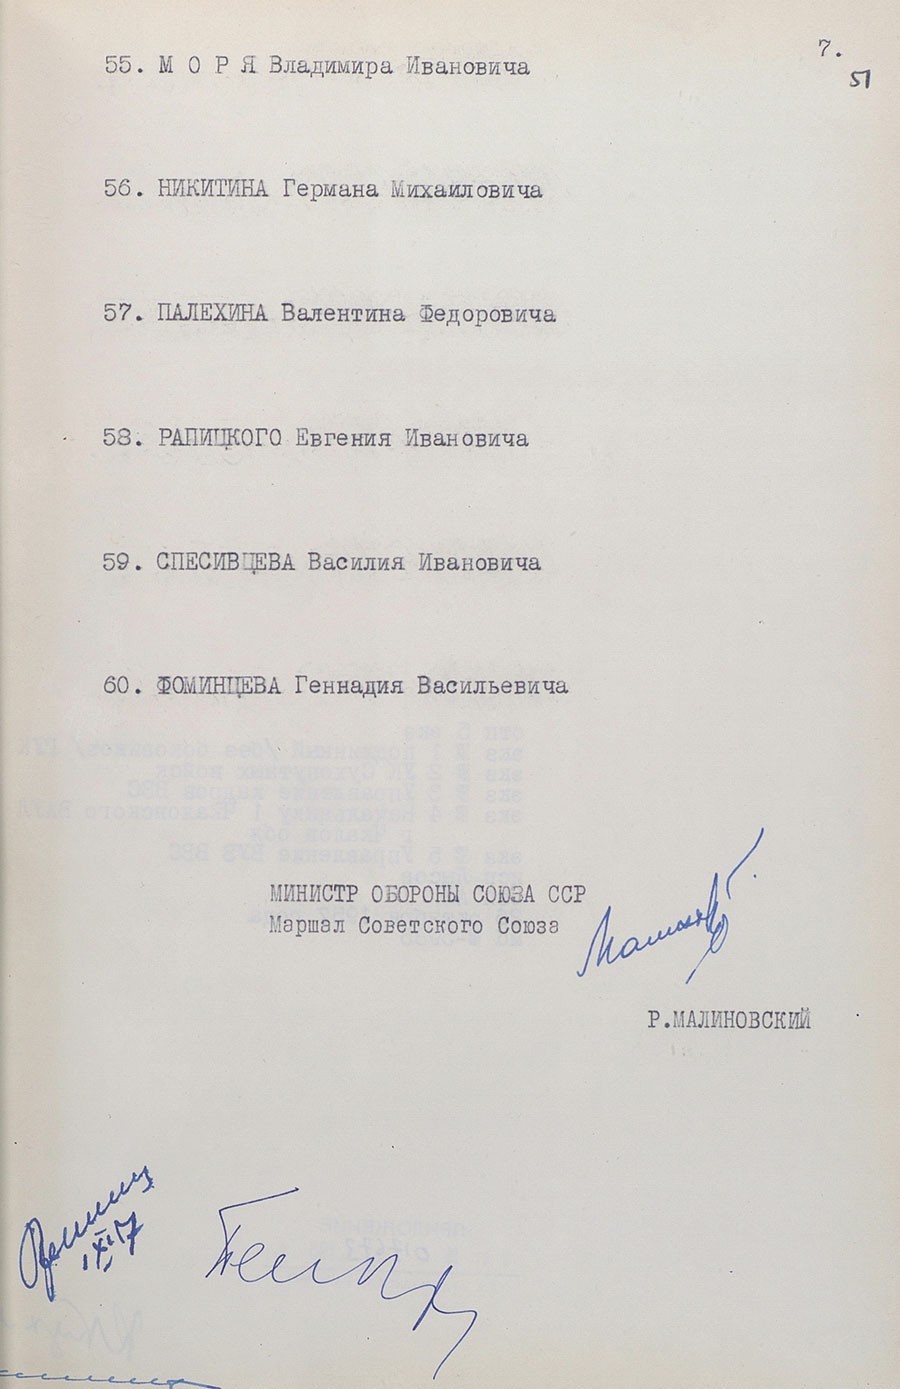 7.
51
55. М О Р Я Владимира Ивановича
56. НИКИТИНА Германа Михаиловича
57. ПАЛЕХИНА Валентина Федоровича
58. РАПИЦКОГО Евгения Ивановича
59. СПЕСИВЦЕВА Василия Ивановича
60. ФОМИНЦЕВА Геннадия Васильевича
МИНИСТР ОБОРОНЫ СОЮЗА ССР
Маршал Советского Союза
Р.МАЛИНОВСКИЙ